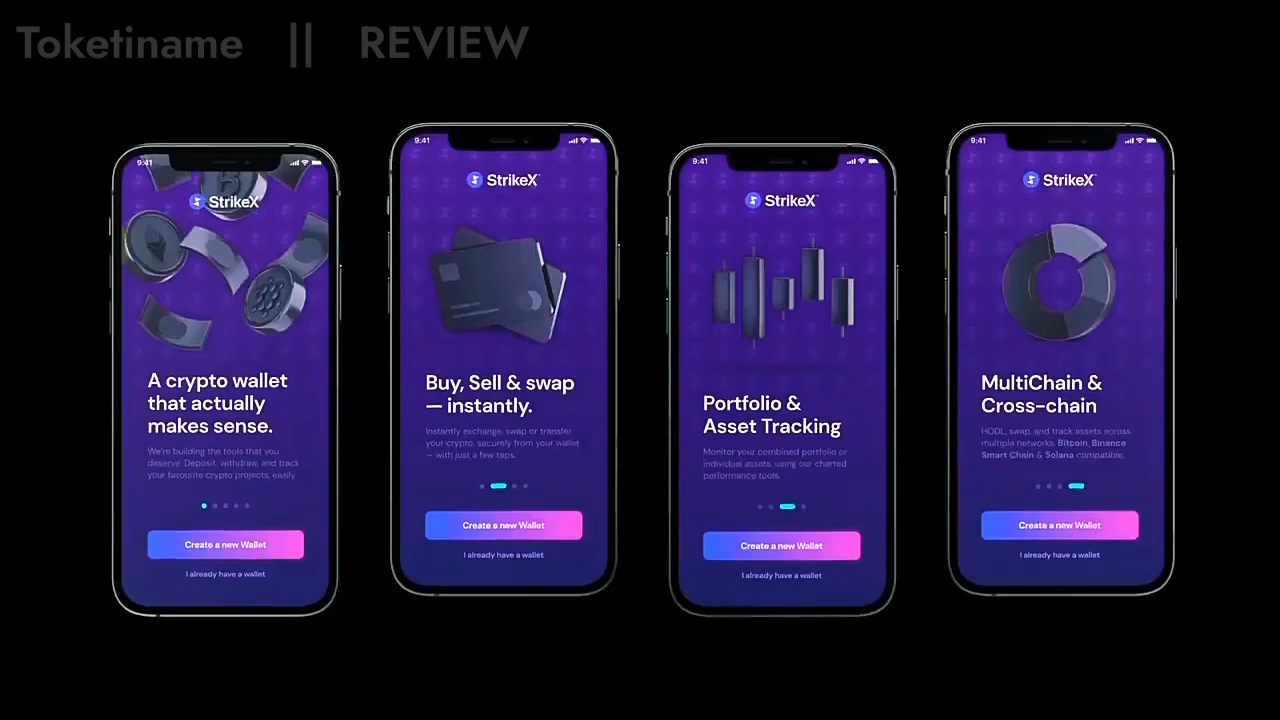 Toketiname || REVIEW
9:41
StrikeX
A crypto wallet
that actually
makes sense.
We're building the tools that you
deserve. Deposit, withdraw, and track
your favourite crypto projects, easily
Create a new Wallet
I already have a wallet
9:41
StrikeX
Buy, Sell & swap
— instantly.
Instantly exchange, swap or transfer
your crypto, securely from your wallet
— with just a few taps.
Create a new Wallet
I already have a wallet
9:41
StrikeX
Portfolio &
Asset Tracking
Monitor your combined portfolio or
individual assets, using our charted
performance tools.
Create a new Wallet
I already have a wallet
9:41
StrikeX
MultiChain &
Cross-chain
HODL, swap, and track assets across
multiple networks. Bitcoin, Binance
Smart Chain & Solana compatible.
Create a new Wallet
I already have a wallet